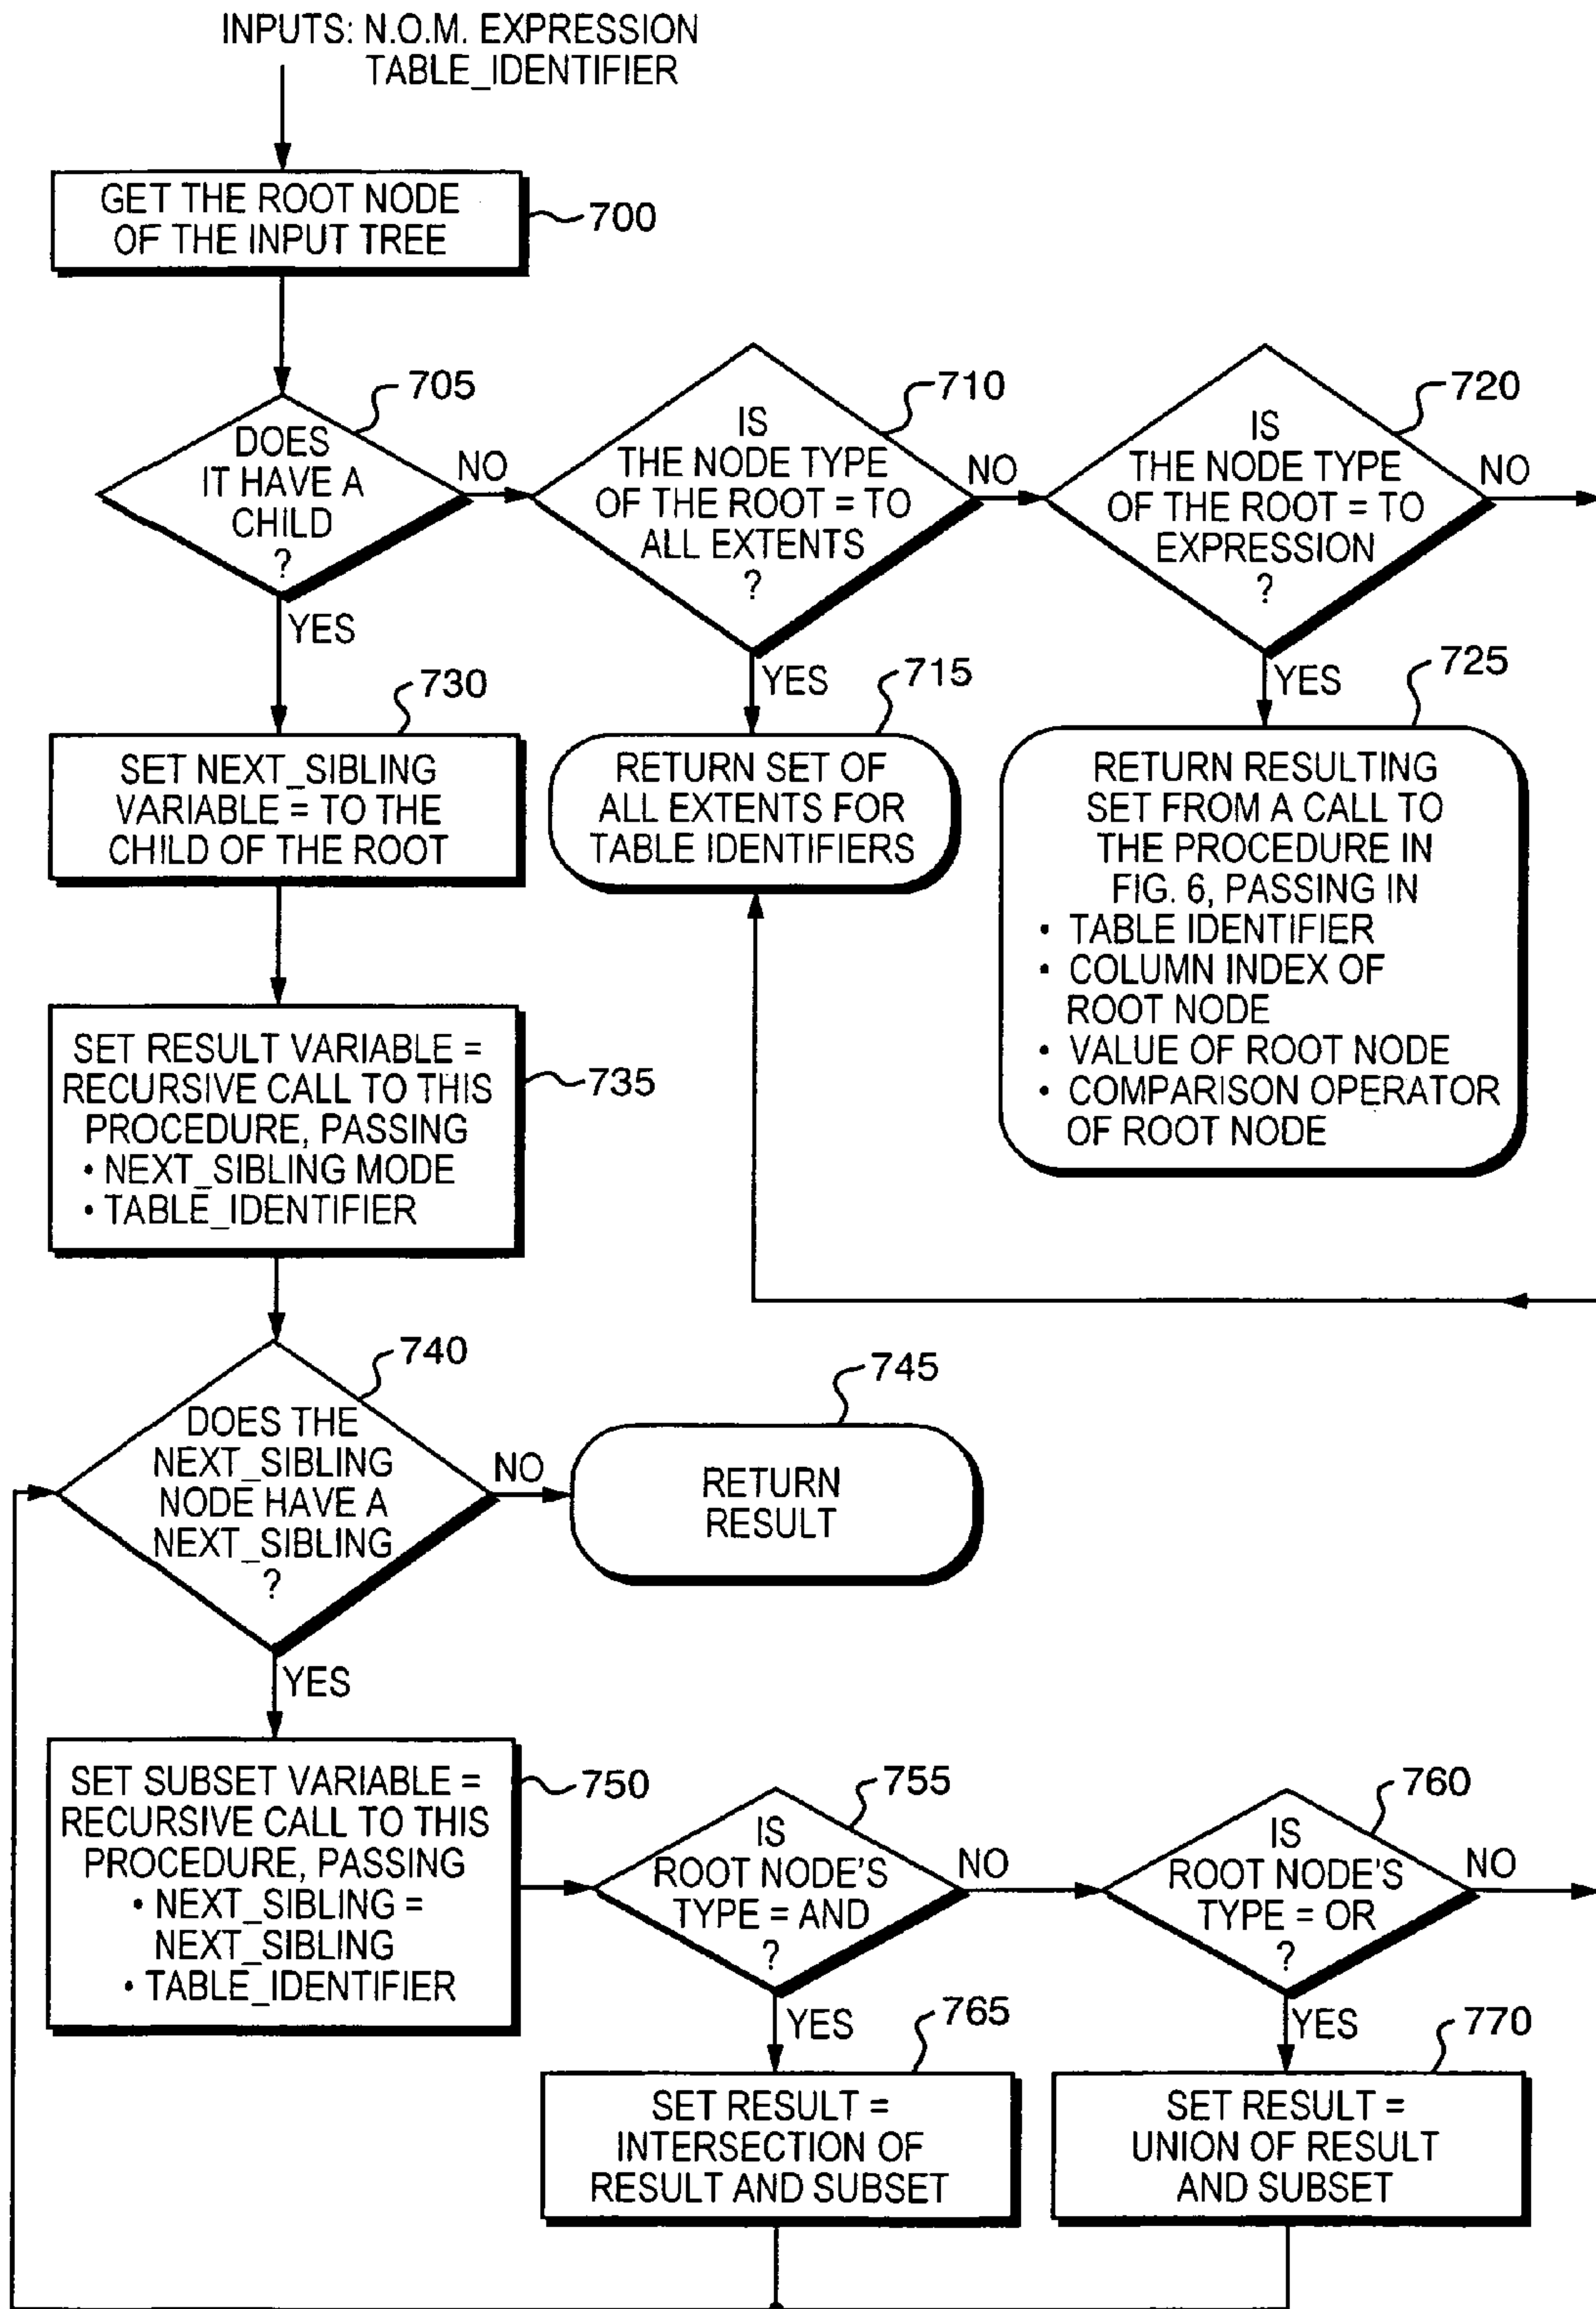 INPUTS: N.O.M. EXPRESSION
TABLE_IDENTIFIER
GET THE ROOT NODE
OF THE INPUT TREE
700
DOES
IT HAVE A
CHILD
?
705
NO
YES
IS
THE NODE TYPE
OF THE ROOT = TO
ALL EXTENTS
?
710
NO
YES
IS
THE NODE TYPE
OF THE ROOT = TO
EXPRESSION
?
720
NO
YES
RETURN SET OF
ALL EXTENTS FOR
TABLE IDENTIFIERS
715
RETURN RESULTING
SET FROM A CALL TO
THE PROCEDURE IN
FIG. 6, PASSING IN
• TABLE IDENTIFIER
• COLUMN INDEX OF
ROOT NODE
• VALUE OF ROOT NODE
• COMPARISON OPERATOR
OF ROOT NODE
725
SET NEXT_SIBLING
VARIABLE = TO THE
CHILD OF THE ROOT
730
SET RESULT VARIABLE =
RECURSIVE CALL TO THIS
PROCEDURE, PASSING
• NEXT_SIBLING MODE
• TABLE_IDENTIFIER
735
DOES THE
NEXT_SIBLING
NODE HAVE A
NEXT_SIBLING
?
740
NO
YES
RETURN
RESULT
745
SET SUBSET VARIABLE =
RECURSIVE CALL TO THIS
PROCEDURE, PASSING
• NEXT_SIBLING =
NEXT_SIBLING
• TABLE_IDENTIFIER
750
IS
ROOT NODE'S
TYPE = AND
?
755
NO
YES
IS
ROOT NODE'S
TYPE = OR
?
760
NO
YES
SET RESULT =
INTERSECTION OF
RESULT AND SUBSET
765
SET RESULT =
UNION OF RESULT
AND SUBSET
770